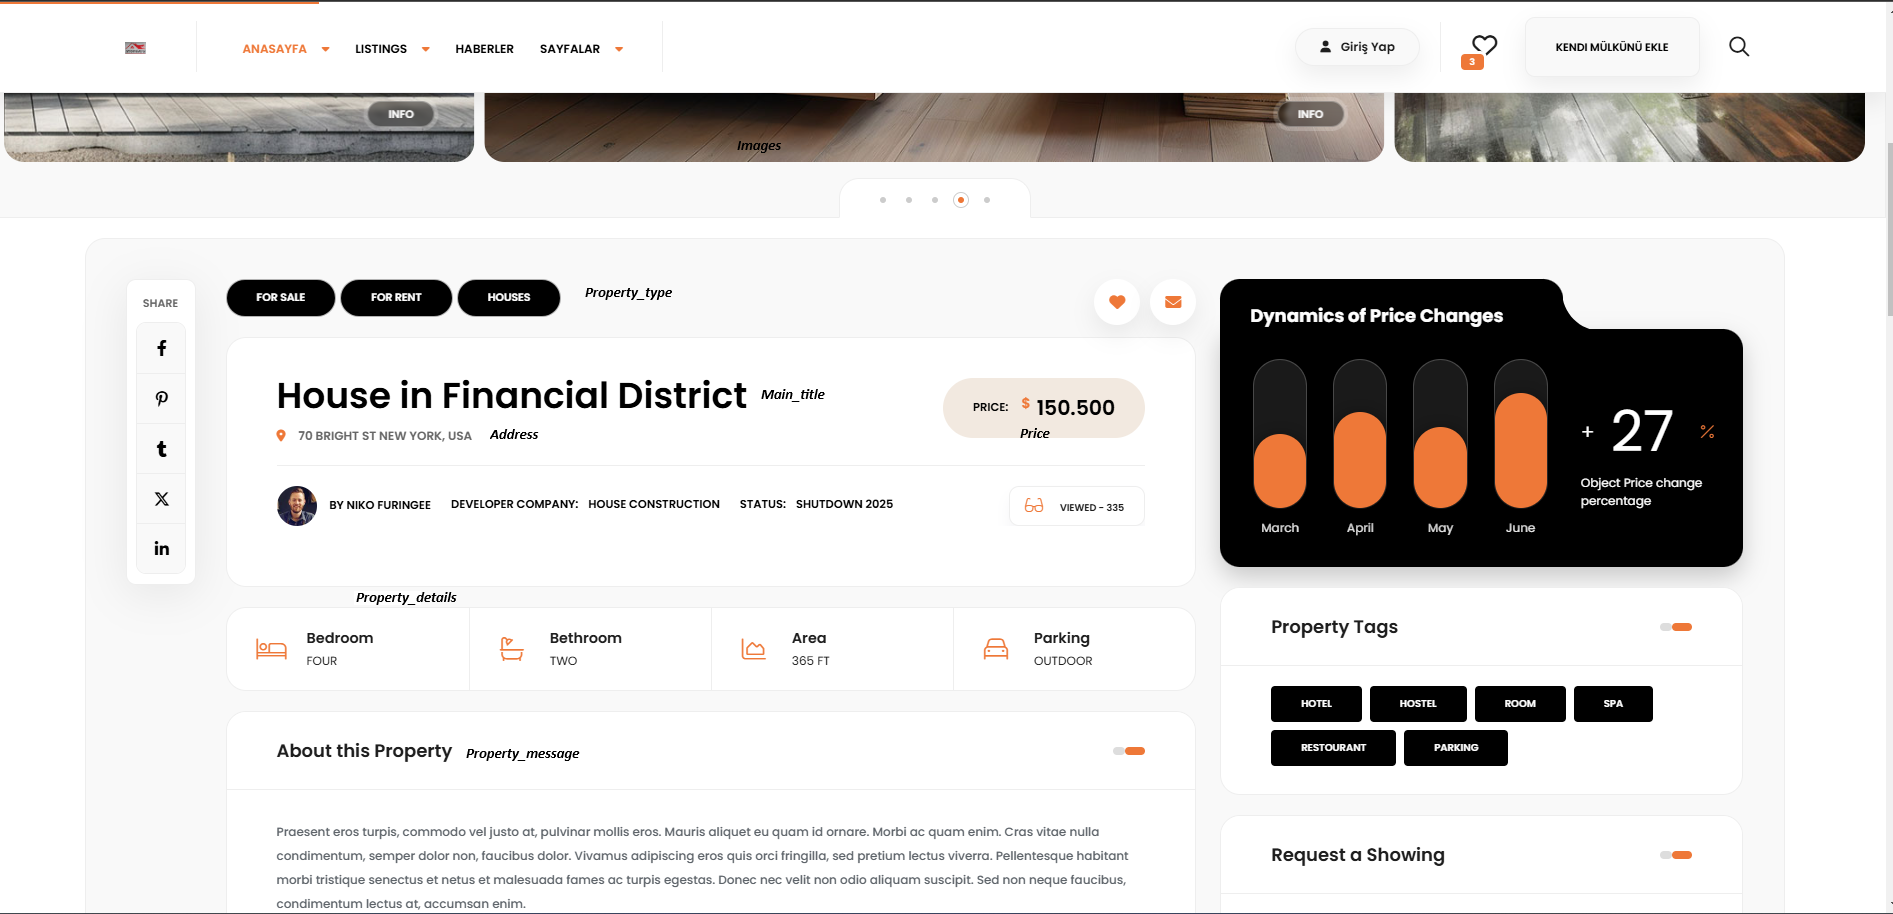 ANASAYFA LISTINGS HABERLER SAYFALAR Giriş Yap 3 KENDI MÜLKÜNÜ EKLE
INFO INFO
Images
SHARE
FOR SALE FOR RENT HOUSES Property_type
House in Financial District Main_title
PRICE: $ 150.500
Price
70 BRIGHT ST NEW YORK, USA Address
BY NIKO FURINGEE DEVELOPER COMPANY: HOUSE CONSTRUCTION STATUS: SHUTDOWN 2025 VIEWED - 335
Property_details
Bedroom
FOUR
Bethroom
TWO
Area
365 FT
Parking
OUTDOOR
About this Property Property_message
Praesent eros turpis, commodo vel justo at, pulvinar mollis eros. Mauris aliquet eu quam id ornare. Morbi ac quam enim. Cras vitae nulla
condimentum, semper dolor non, faucibus dolor. Vivamus adipiscing eros quis orci fringilla, sed pretium lectus viverra. Pellentesque habitant
morbi tristique senectus et netus et malesuada fames ac turpis egestas. Donec nec velit non odio aliquam suscipit. Sed non neque faucibus,
condimentum lectus at, accumsan enim.
Dynamics of Price Changes
March April May June
+ 27 %
Object Price change
percentage
Property Tags
HOTEL HOSTEL ROOM SPA
RESTOURANT PARKING
Request a Showing